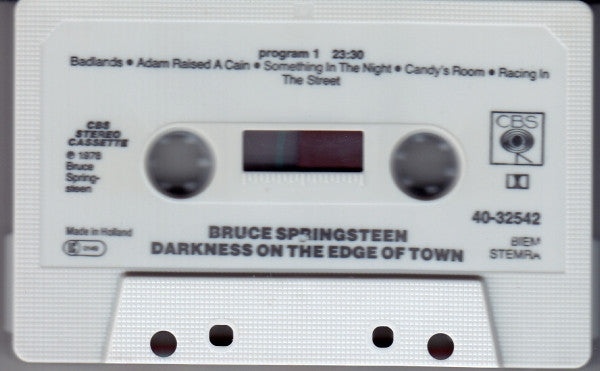 program 1 23:30
Badlands • Adam Raised A Cain • Something In The Night • Candy's Room • Racing In
The Street
CBS
STEREO
CASSETTE
℗ 1978
Bruce
Spring-
steen
CBS
40-32542
Made in Holland
BIEM
STEMRA
BRUCE SPRINGSTEEN
DARKNESS ON THE EDGE OF TOWN